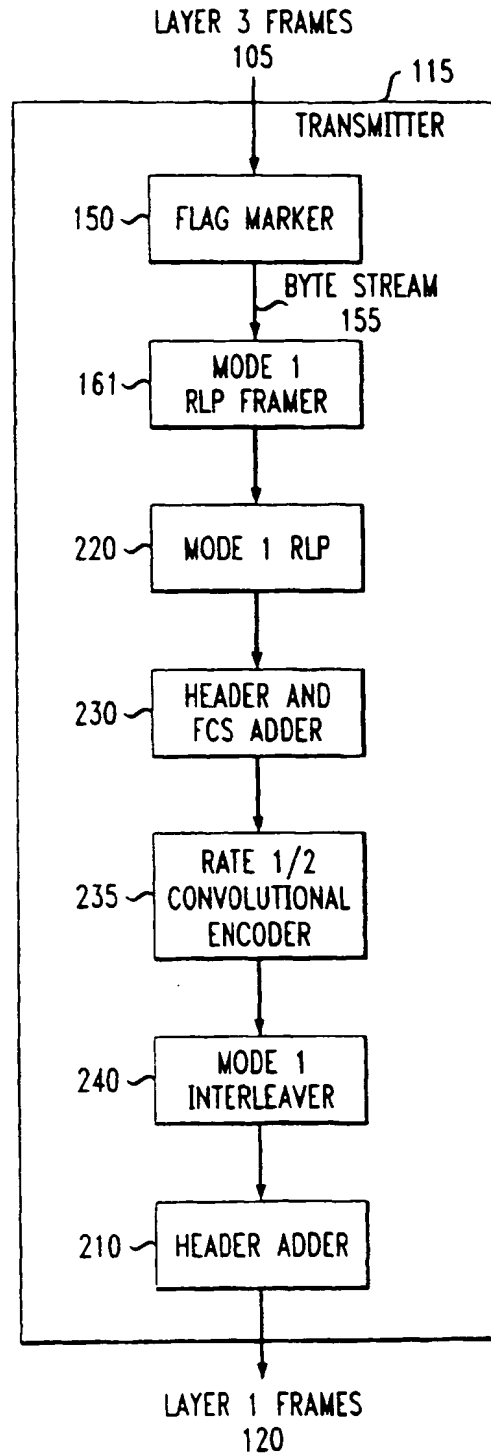 LAYER 3 FRAMES
105
115
TRANSMITTER
150
FLAG MARKER
BYTE STREAM
155
161
MODE 1
RLP FRAMER
220
MODE 1 RLP
230
HEADER AND
FCS ADDER
235
RATE 1/2
CONVOLUTIONAL
ENCODER
240
MODE 1
INTERLEAVER
210
HEADER ADDER
LAYER 1 FRAMES
120